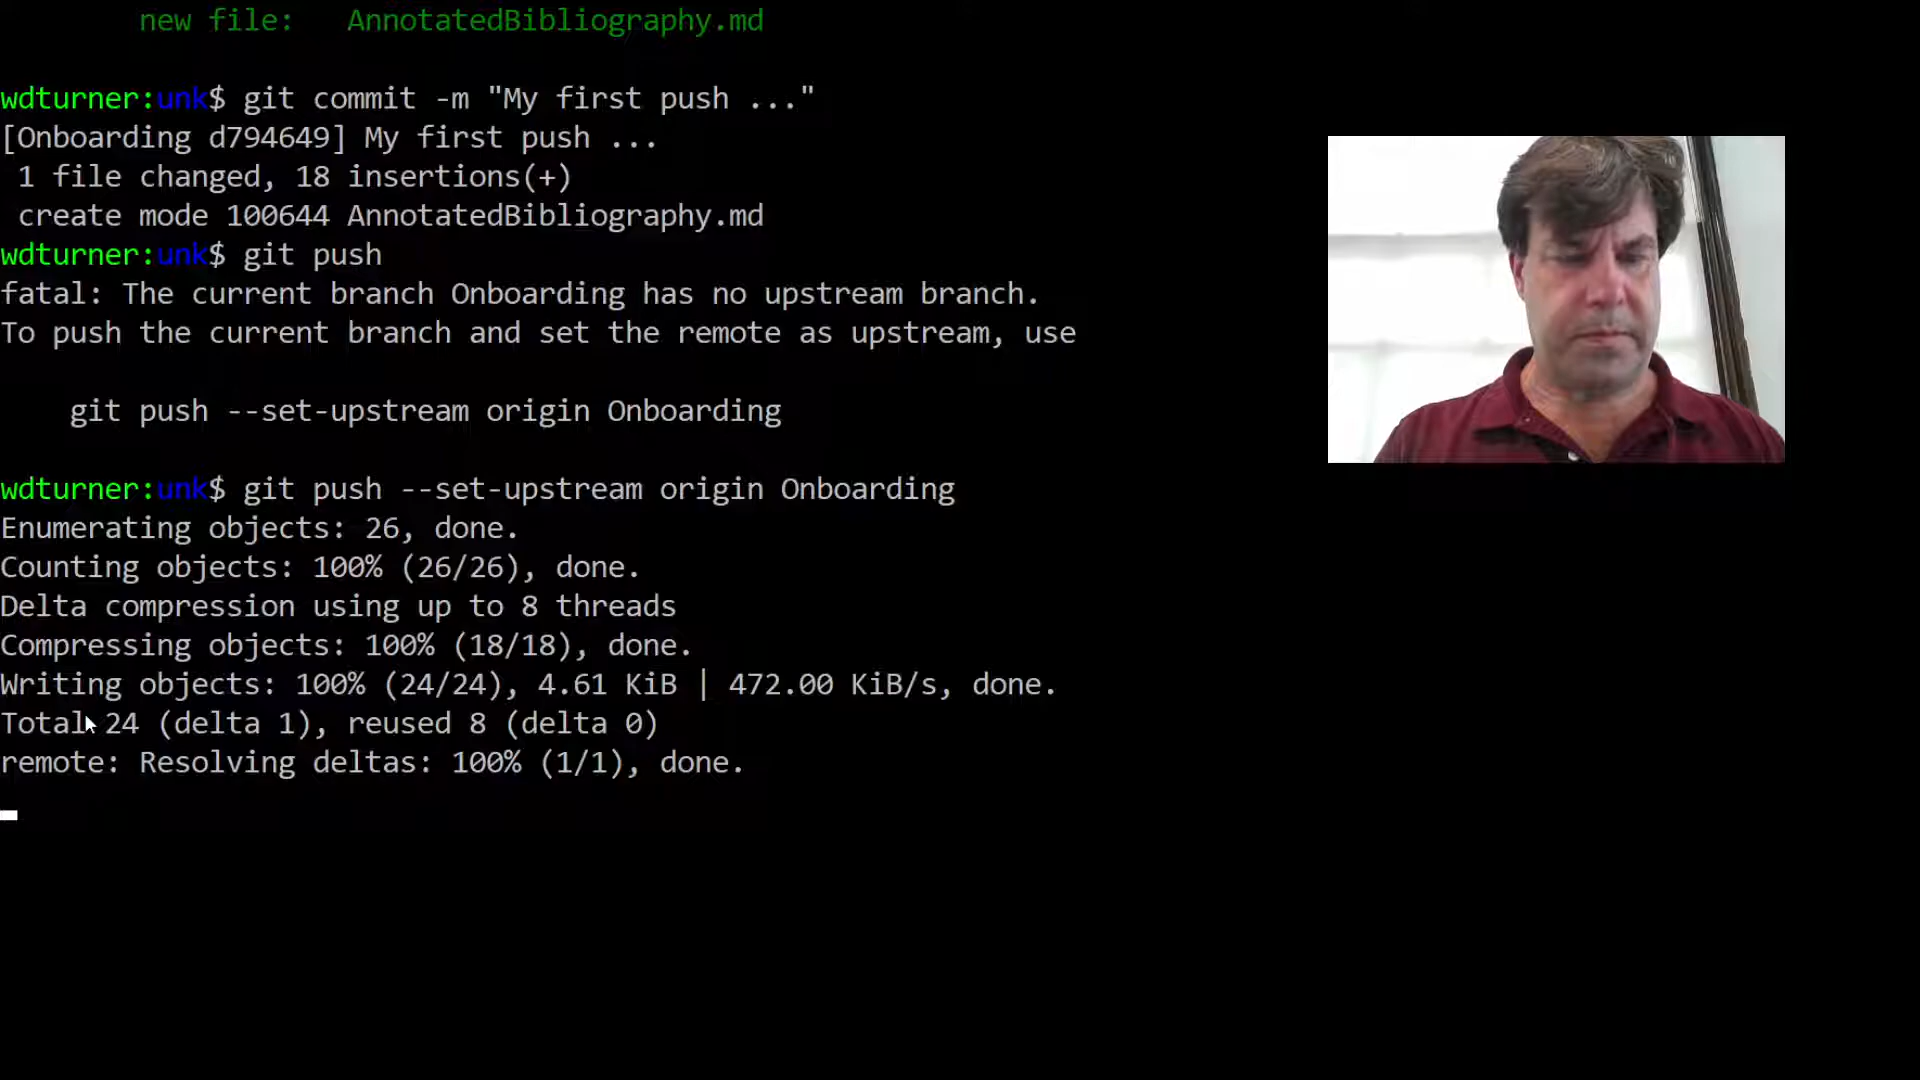 new file:   AnnotatedBibliography.md
wdturner:unk$ git commit -m "My first push ..."
[Onboarding d794649] My first push ...
1 file changed, 18 insertions(+)
create mode 100644 AnnotatedBibliography.md
wdturner:unk$ git push
fatal: The current branch Onboarding has no upstream branch.
To push the current branch and set the remote as upstream, use
git push --set-upstream origin Onboarding
wdturner:unk$ git push --set-upstream origin Onboarding
Enumerating objects: 26, done.
Counting objects: 100% (26/26), done.
Delta compression using up to 8 threads
Compressing objects: 100% (18/18), done.
Writing objects: 100% (24/24), 4.61 KiB | 472.00 KiB/s, done.
Total 24 (delta 1), reused 8 (delta 0)
remote: Resolving deltas: 100% (1/1), done.